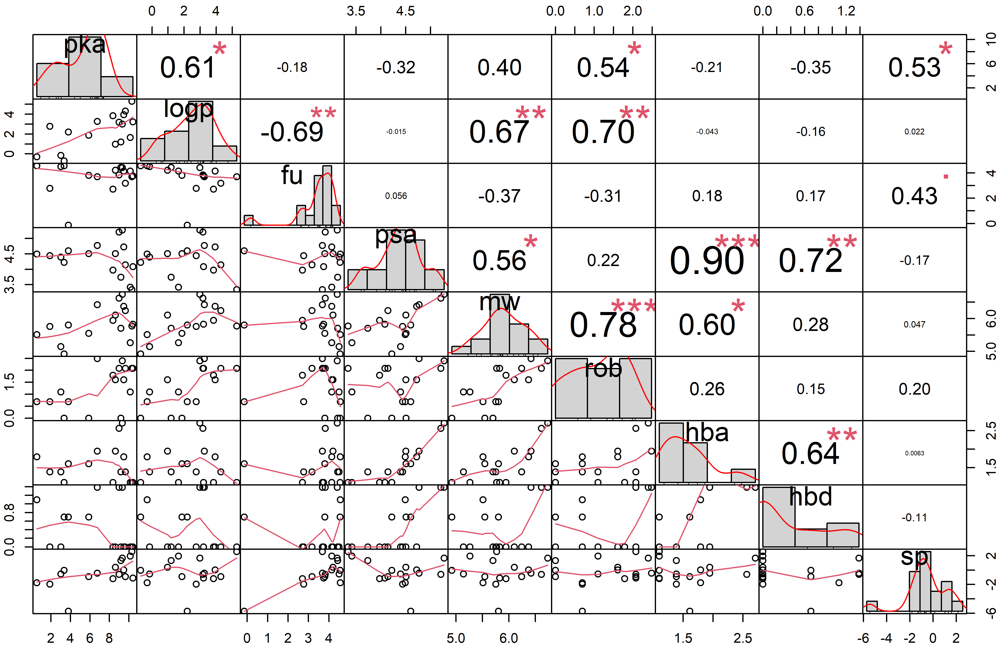 0 2 4 3.5 4.5 0.0 1.0 2.0 0.0 0.6 1.2
pka 0.61 * -0.18 -0.32 0.40 0.54 * -0.21 -0.35 0.53 * 2 6 10
0 2 4 logp -0.69 ** -0.015 0.67 ** 0.70 ** -0.043 -0.16 0.022
fu 0.056 -0.37 -0.31 0.18 0.17 0.43 . 0 2 4
3.5 4.5 psa 0.56 * 0.22 0.90 *** 0.72 ** -0.17
mw 0.78 *** 0.60 * 0.28 0.047 5.0 6.0
0.0 1.5 rob 0.26 0.15 0.20
hba 0.64 ** 0.0063 1.5 2.5
0.0 0.8 hbd -0.11
sp -6 -2 2
2 4 6 8 0 1 2 3 4 5.0 6.0 1.5 2.5 -6 -4 -2 0 2